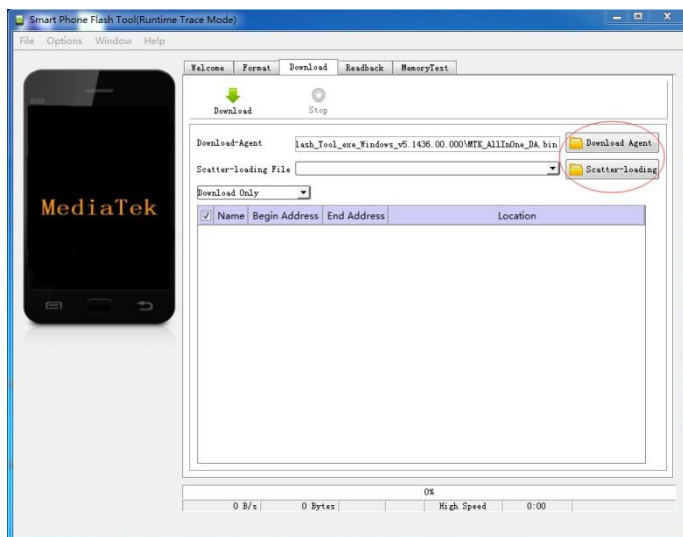 Smart Phone Flash Tool(Runtime Trace Mode)
File Options Window Help
Welcome Format Download Readback MemoryTest
BM
Download Stop
Download-Agent lash_Tool_exe_Windows_v5.1436.00.000\MTK_AllInOne_DA.bin Download Agent
Scatter-loading File Scatter-loading
Download Only
Name Begin Address End Address Location
MediaTek
0%
0 B/s 0 Bytes High Speed 0:00